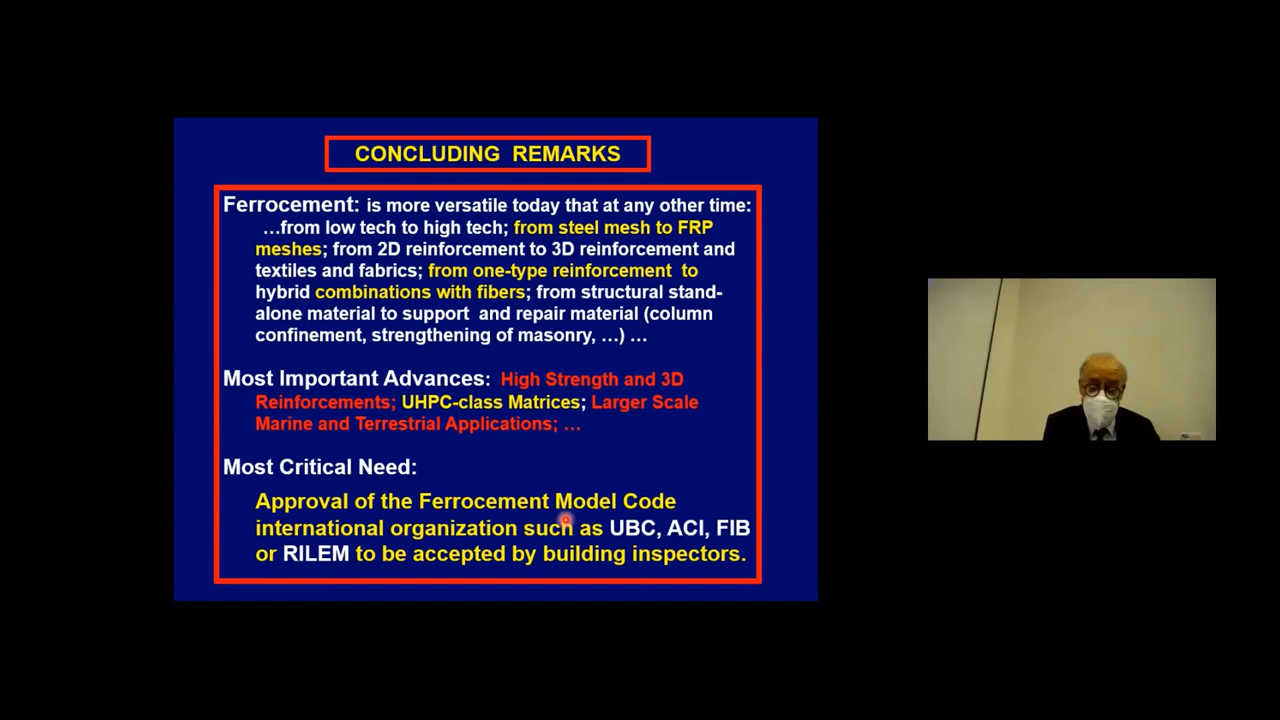 CONCLUDING REMARKS
Ferrocement: is more versatile today that at any other time:
…from low tech to high tech; from steel mesh to FRP
meshes; from 2D reinforcement to 3D reinforcement and
textiles and fabrics; from one-type reinforcement to
hybrid combinations with fibers; from structural stand-
alone material to support and repair material (column
confinement, strengthening of masonry, …) …
Most Important Advances: High Strength and 3D
Reinforcements; UHPC-class Matrices; Larger Scale
Marine and Terrestrial Applications; …
Most Critical Need:
Approval of the Ferrocement Model Code
international organization such as UBC, ACI, FIB
or RILEM to be accepted by building inspectors.